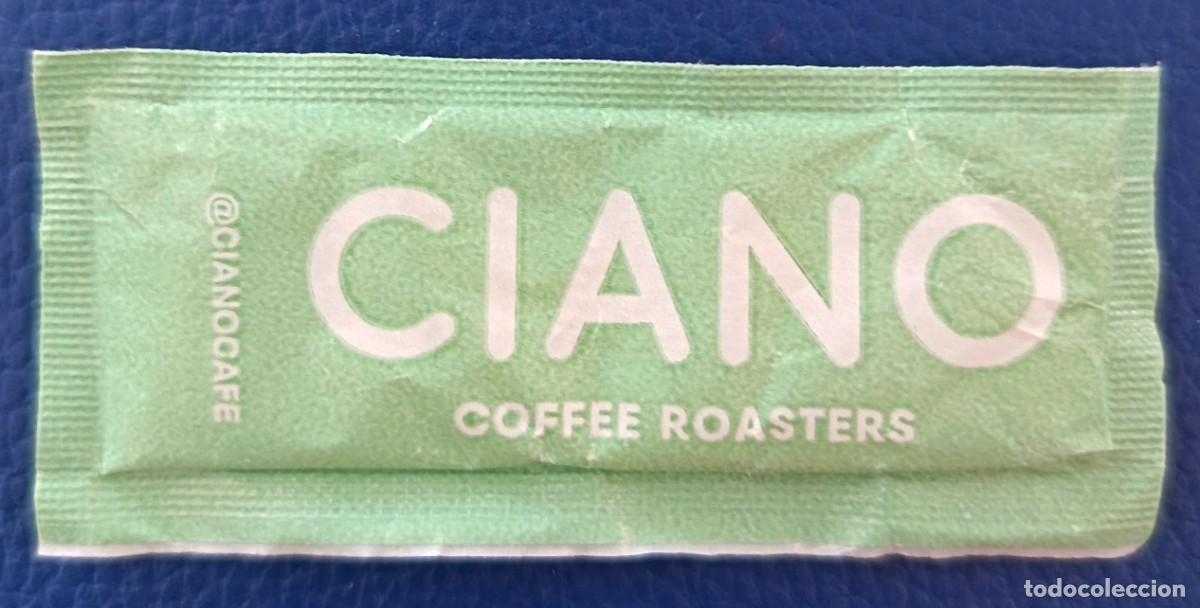 @CIANOCAFE
CIANO
COFFEE ROASTERS
todocoleccion